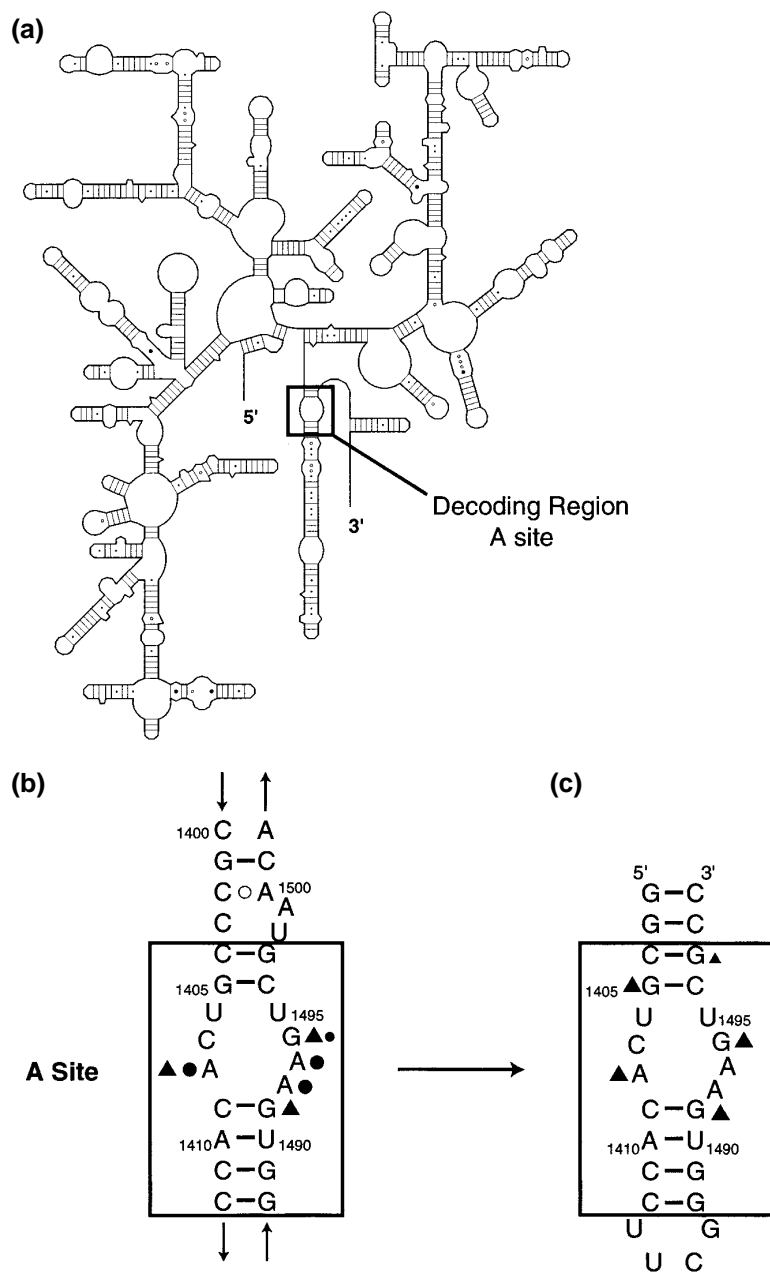 (a)
5'
3'
Decoding Region
A site
(b)
1400 C A
G–C
C○A 1500
C A
U
C–G
1405 G–C
U U 1495
C G▲●
▲●A A●
A●
C–G▲
1410 A–U 1490
C–G
C–G
A Site
(c)
5' 3'
G–C
G–C
C–G▲
1405 ▲G–C
U U 1495
C G▲
▲A A
A
C–G▲
1410 A–U 1490
C–G
C–G
U G
U C